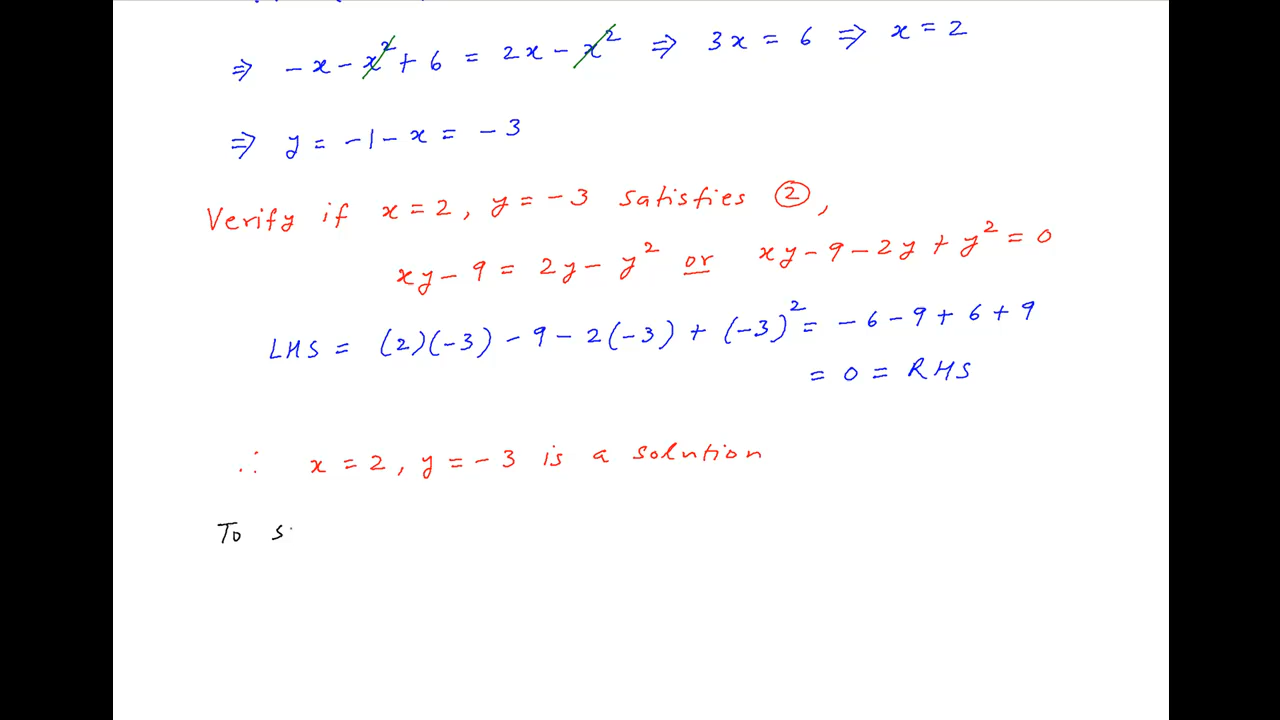 ⇒ -x - x² + 6 = 2x - x² ⇒ 3x = 6 ⇒ x = 2
⇒ y = -1 - x = -3
Verify if x = 2, y = -3 satisfies ②,
xy - 9 = 2y - y² or xy - 9 - 2y + y² = 0
LHS = (2)(-3) - 9 - 2(-3) + (-3)² = -6 - 9 + 6 + 9
= 0 = RHS
∴ x = 2, y = -3 is a solution
To s